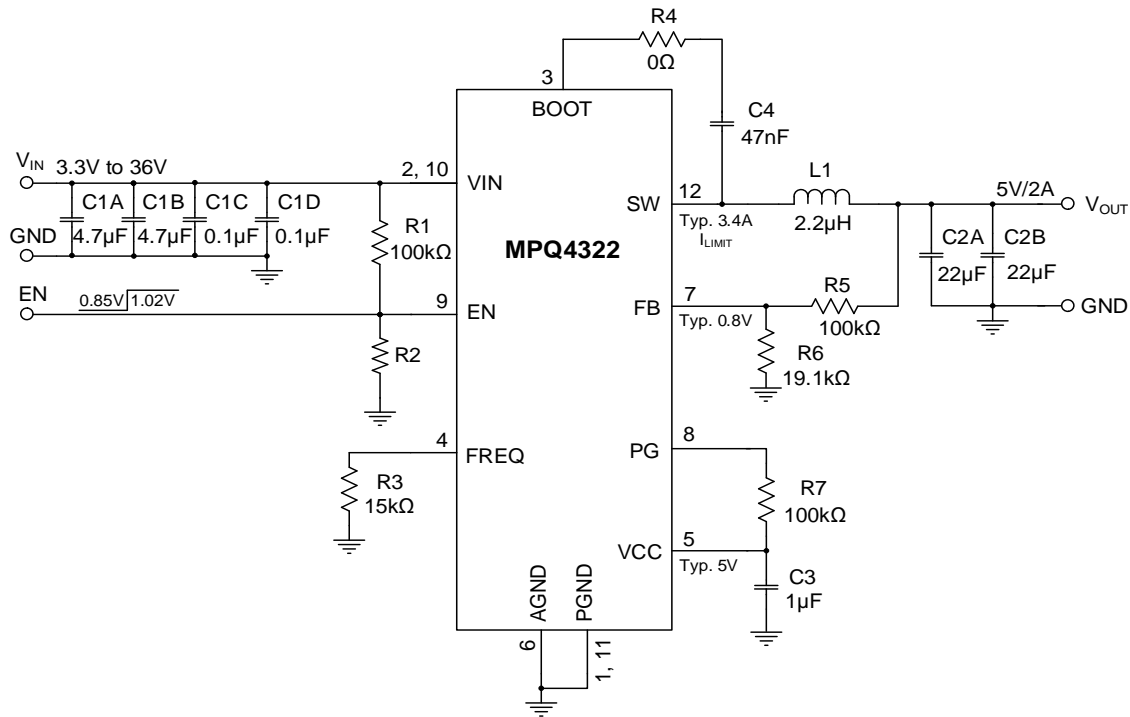 R4
0Ω
3
BOOT
C4
47nF
VIN 3.3V to 36V
2, 10
VIN
C1A
C1B
C1C
C1D
4.7µF
4.7µF
0.1µF
0.1µF
GND
R1
100kΩ
MPQ4322
SW
12
Typ. 3.4A
ILIMIT
L1
2.2µH
5V/2A
VOUT
C2A
22µF
C2B
22µF
GND
EN
0.85V
1.02V
9
EN
FB
7
Typ. 0.8V
R5
100kΩ
R2
R6
19.1kΩ
4
FREQ
R3
15kΩ
PG
8
R7
100kΩ
VCC
5
Typ. 5V
C3
1µF
AGND
PGND
6
1, 11